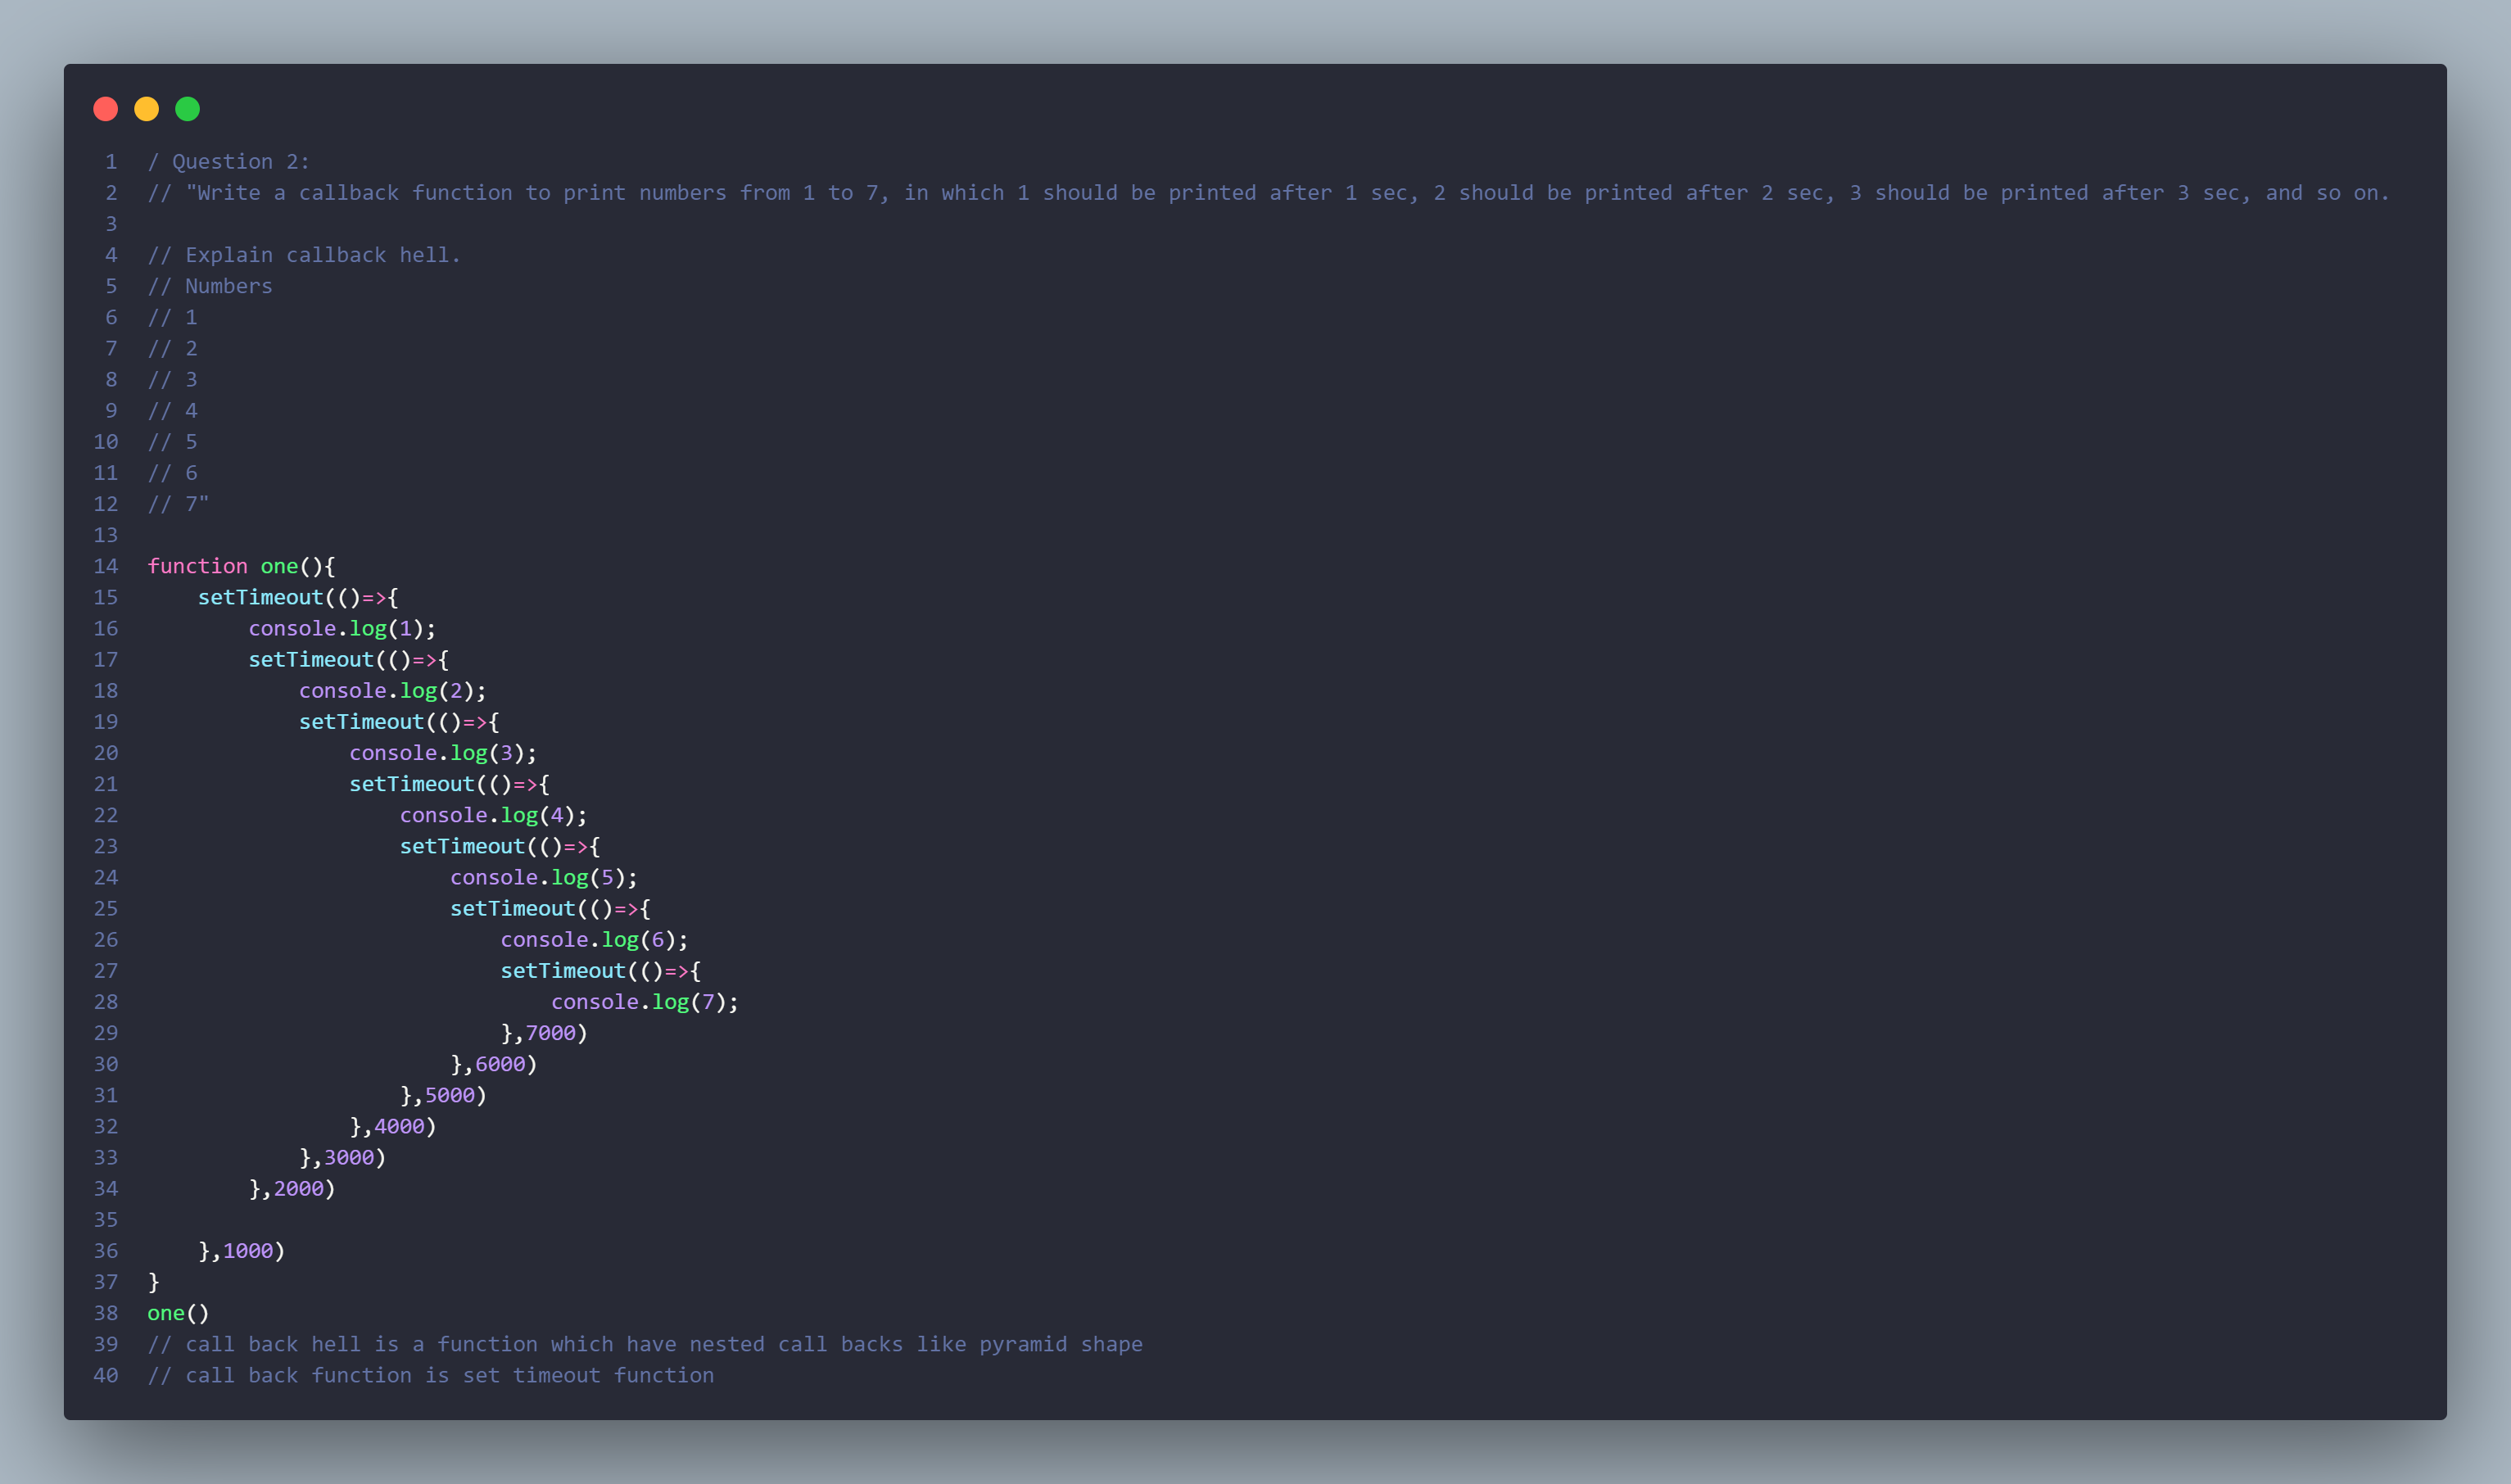 1 / Question 2:
2 // "Write a callback function to print numbers from 1 to 7, in which 1 should be printed after 1 sec, 2 should be printed after 2 sec, 3 should be printed after 3 sec, and so on.
3
4 // Explain callback hell.
5 // Numbers
6 // 1
7 // 2
8 // 3
9 // 4
10 // 5
11 // 6
12 // 7"
13
14 function one(){
15     setTimeout(()=>{
16         console.log(1);
17         setTimeout(()=>{
18             console.log(2);
19             setTimeout(()=>{
20                 console.log(3);
21                 setTimeout(()=>{
22                     console.log(4);
23                     setTimeout(()=>{
24                         console.log(5);
25                         setTimeout(()=>{
26                             console.log(6);
27                             setTimeout(()=>{
28                                 console.log(7);
29                             },7000)
30                         },6000)
31                     },5000)
32                 },4000)
33             },3000)
34         },2000)
35
36     },1000)
37 }
38 one()
39 // call back hell is a function which have nested call backs like pyramid shape
40 // call back function is set timeout function